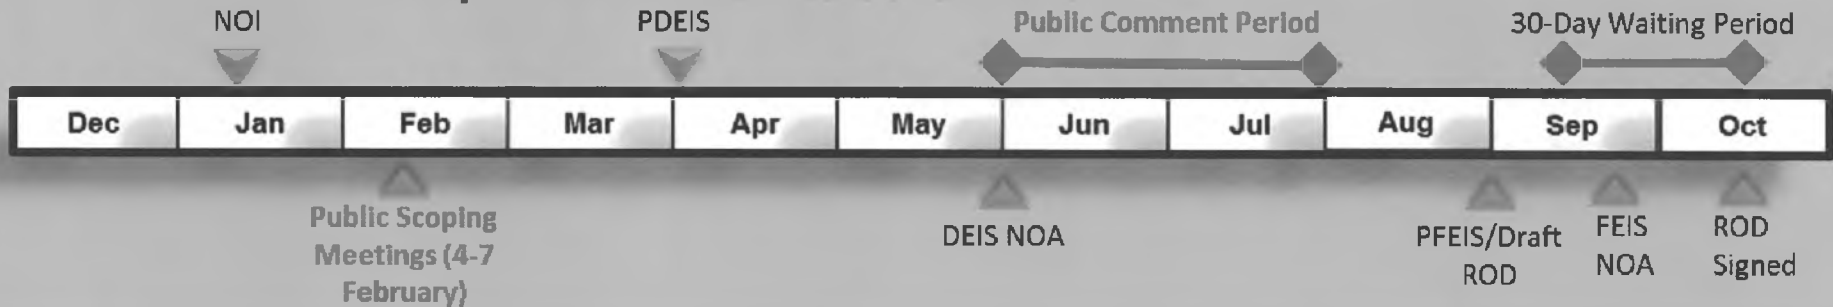 NOI
PDEIS
Public Comment Period
30-Day Waiting Period
Dec
Jan
Feb
Mar
Apr
May
Jun
Jul
Aug
Sep
Oct
Public Scoping
Meetings (4-7
February)
DEIS NOA
PFEIS/Draft
ROD
FEIS
NOA
ROD
Signed